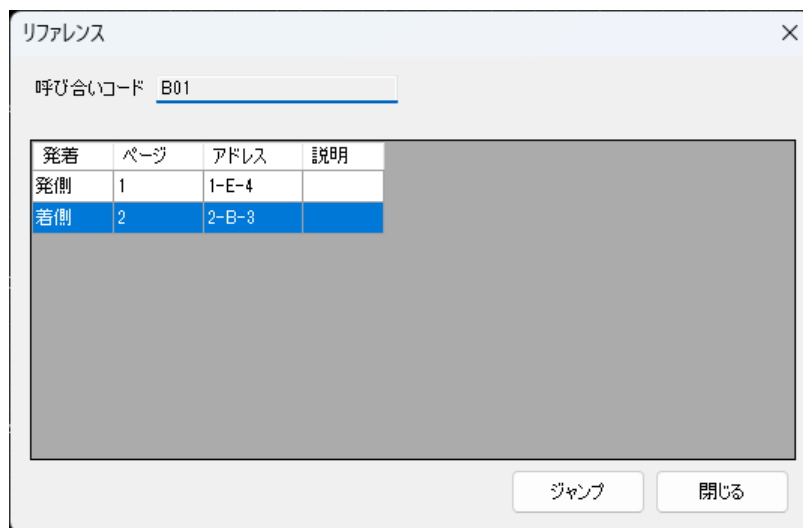 リファレンス
呼び合いコード B01
発着 ページ アドレス 説明
発側 1 1-E-4
着側 2 2-B-3
ジャンプ 閉じる